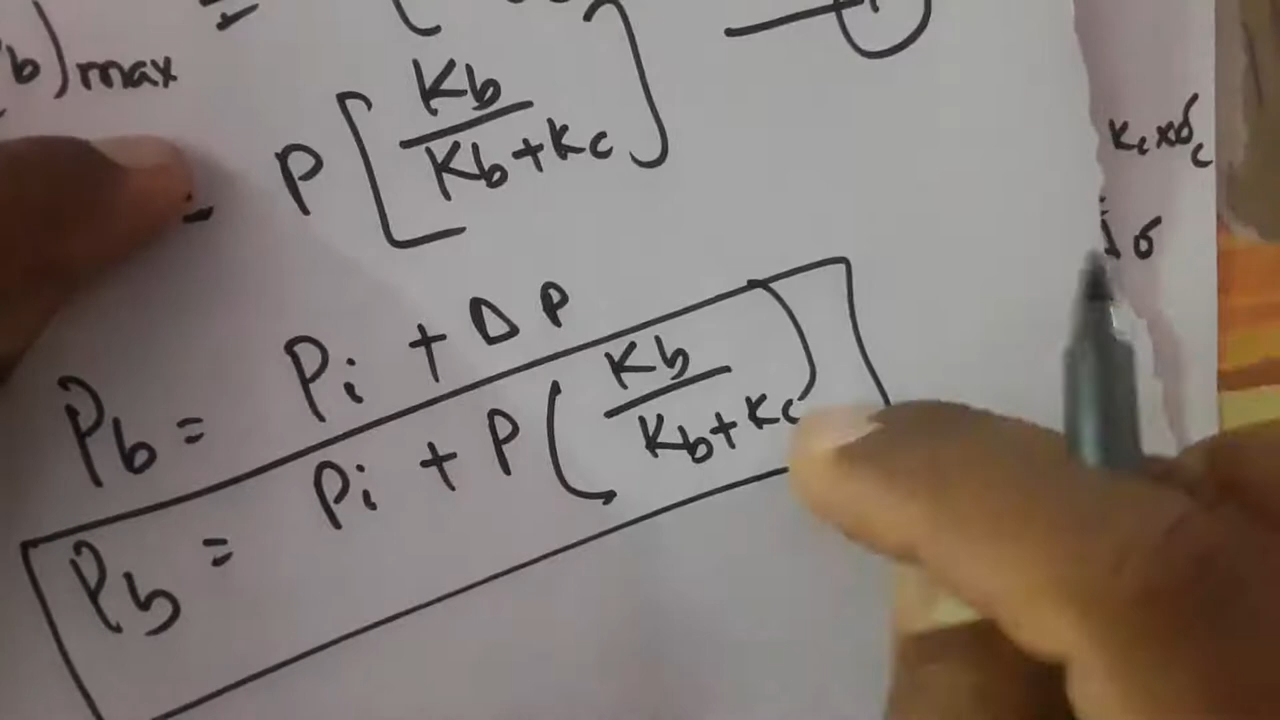 b)max =
P [ Kb / Kb+Kc ]
Pb = Pi + ΔP
Pb = Pi + P ( Kb / Kb+Kc )
Kc×δc
δ